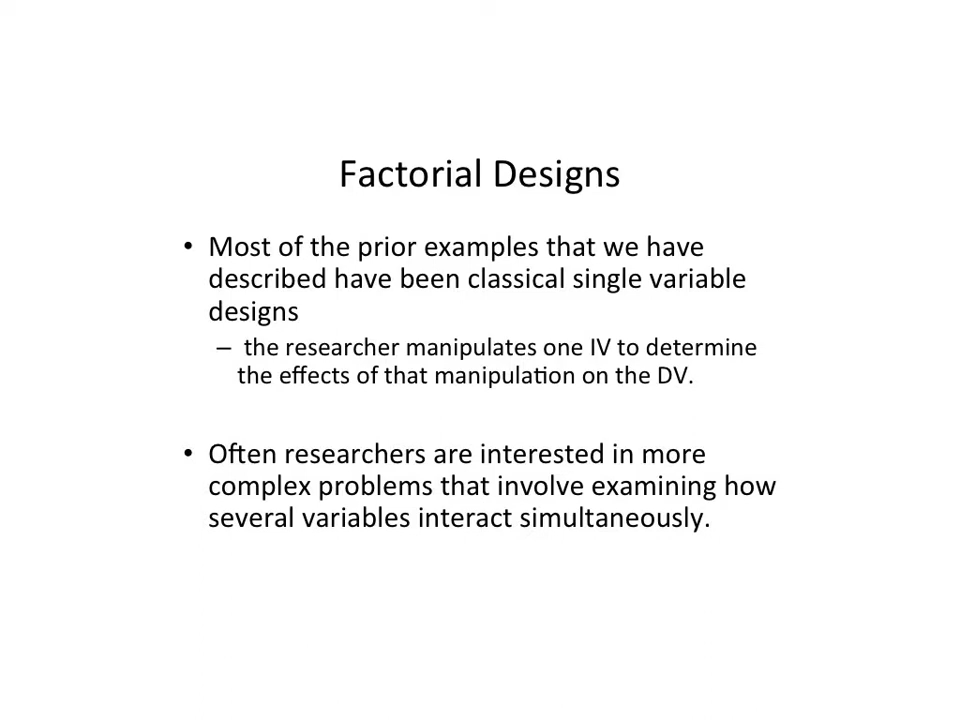 Factorial Designs
• Most of the prior examples that we have
described have been classical single variable
designs
– the researcher manipulates one IV to determine
the effects of that manipulation on the DV.
• Often researchers are interested in more
complex problems that involve examining how
several variables interact simultaneously.